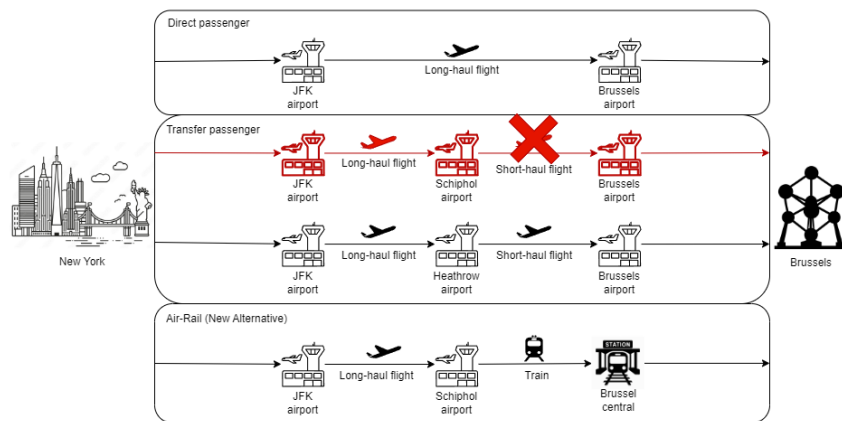 Direct passenger
Long-haul flight
JFK
airport
Brussels
airport
Transfer passenger
Long-haul flight
Short-haul flight
JFK
airport
Schiphol
airport
Brussels
airport
New York
Brussels
Long-haul flight
Short-haul flight
JFK
airport
Heathrow
airport
Brussels
airport
Air-Rail (New Alternative)
STATION
Long-haul flight
Train
JFK
airport
Schiphol
airport
Brussel
central